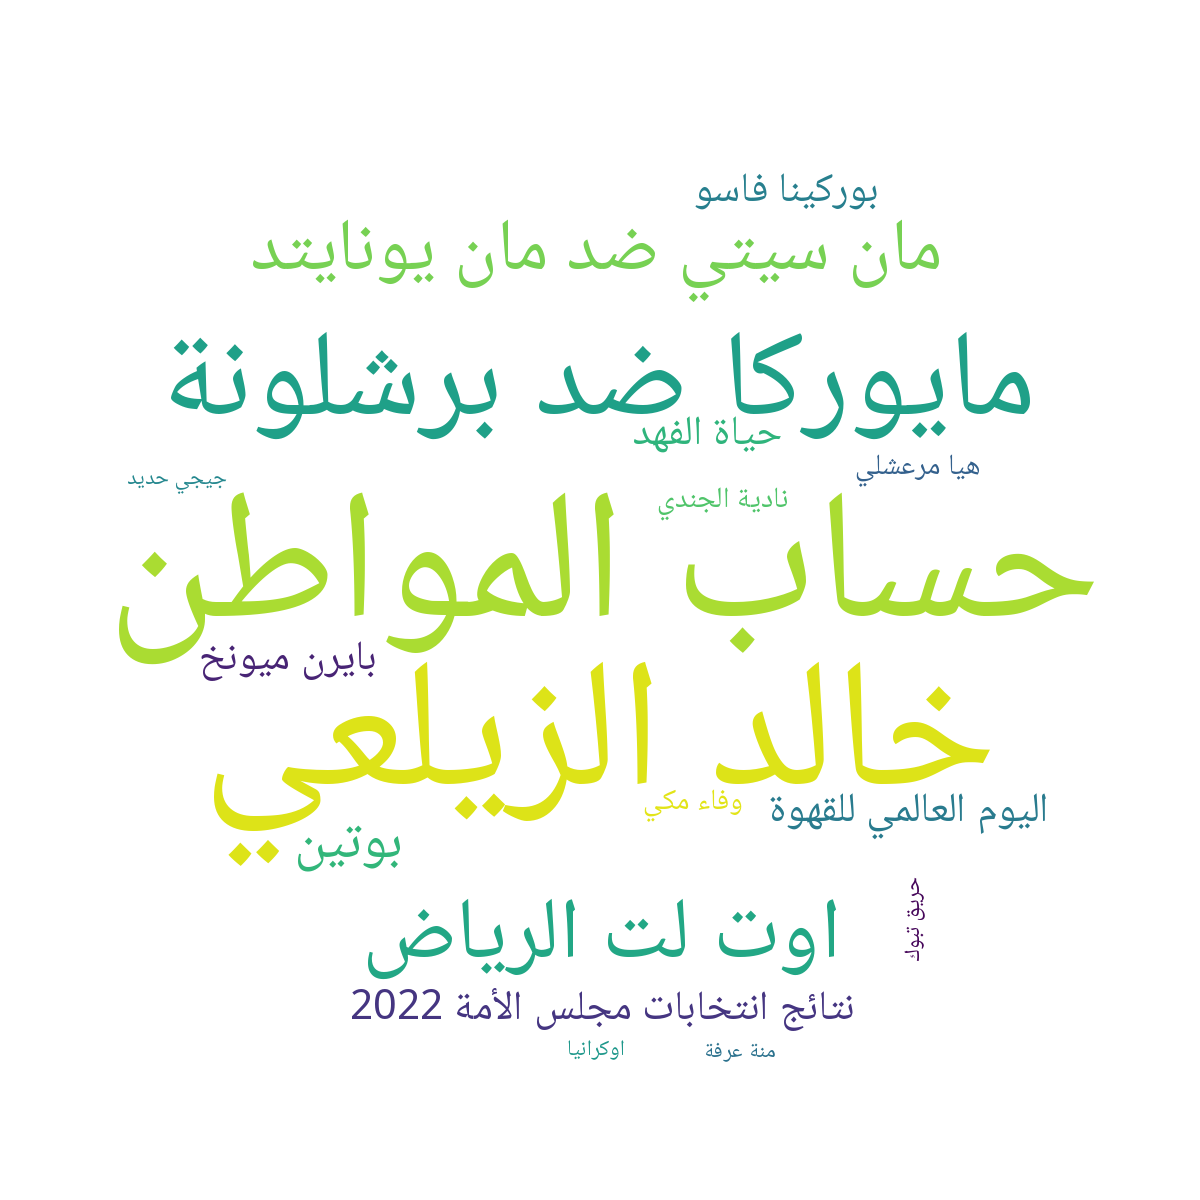 بوركينا فاسو
مان سيتي ضد مان يونايتد
مايوركا ضد برشلونة
حياة الفهد
هيا مرعشلي
جيجي حديد
نادية الجندي
حساب المواطن
بايرن ميونخ
خالد الزيلعي
وفاء مكي
اليوم العالمي للقهوة
بوتين
حريق تبوك
اوت لت الرياض
نتائج انتخابات مجلس الأمة 2022
منة عرفة
اوكرانيا